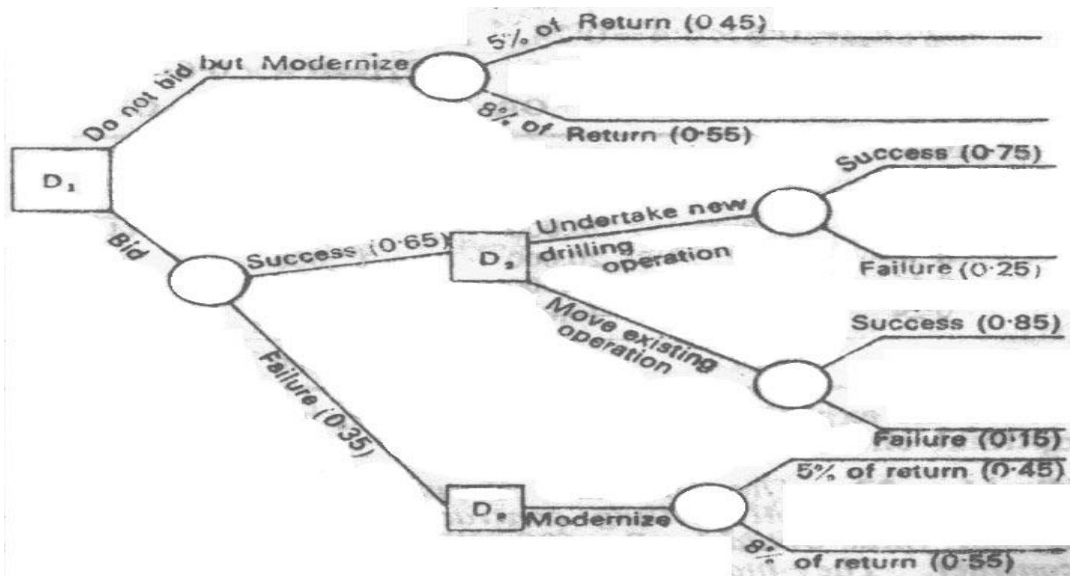 5% of Return (0.45)
Do not bid but Modernize
8% of Return (0.55)
D₁
Success (0.75)
Bid
Success (0.65)
D₂
Undertake new
drilling
operation
Failure (0.25)
Move existing
operation
Success (0.85)
Failure (0.35)
Failure (0.15)
5% of return (0.45)
D
Modernize
8% of return (0.55)